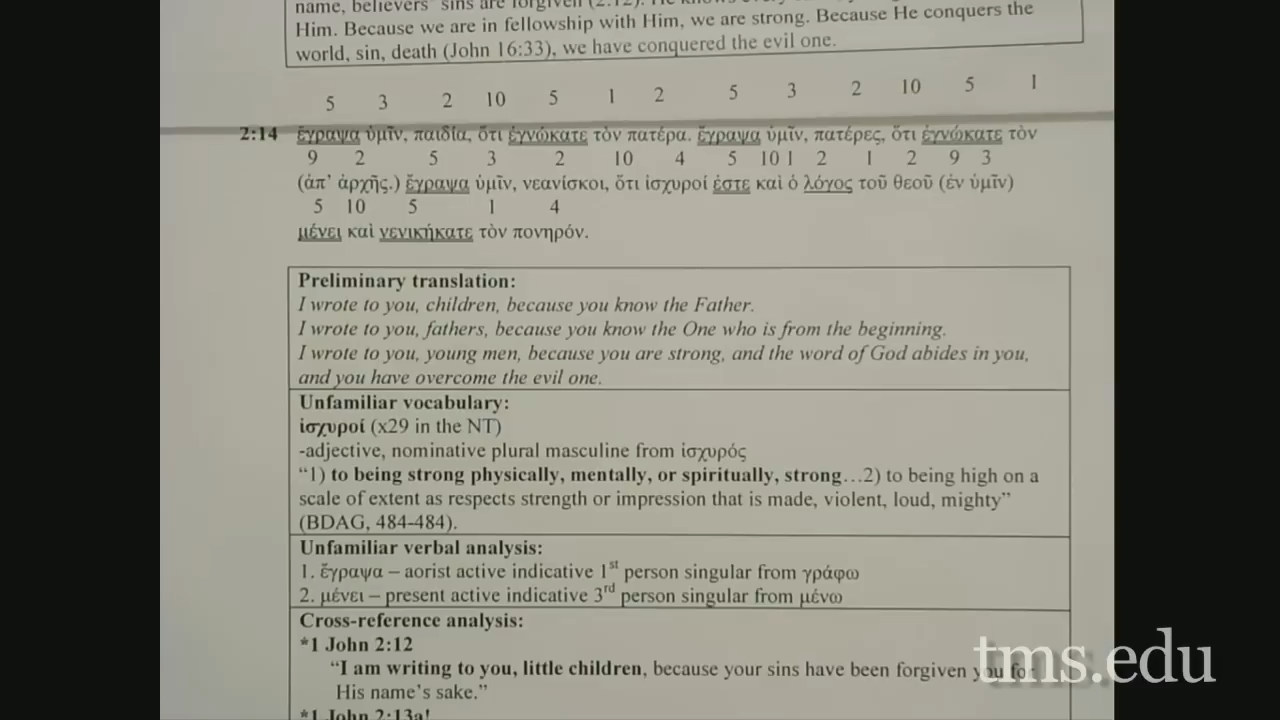 name, believers' sins are forgiven (2:12). He knows
Him. Because we are in fellowship with Him, we are strong. Because He conquers the
world, sin, death (John 16:33), we have conquered the evil one.
5 3 2 10 5 1 2 5 3 2 10 5 1
2:14 ἔγραψα ὑμῖν, παιδία, ὅτι ἐγνώκατε τὸν πατέρα. ἔγραψα ὑμῖν, πατέρες, ὅτι ἐγνώκατε τὸν
9 2 5 3 2 10 4 5 10 1 2 1 2 9 3
(ἀπ’ ἀρχῆς.) ἔγραψα ὑμῖν, νεανίσκοι, ὅτι ἰσχυροί ἐστε καὶ ὁ λόγος τοῦ θεοῦ (ἐν ὑμῖν)
5 10 5 1 4
μένει καὶ νενικήκατε τὸν πονηρόν.
Preliminary translation:
I wrote to you, children, because you know the Father.
I wrote to you, fathers, because you know the One who is from the beginning.
I wrote to you, young men, because you are strong, and the word of God abides in you,
and you have overcome the evil one.
Unfamiliar vocabulary:
ἰσχυροί (x29 in the NT)
-adjective, nominative plural masculine from ἰσχυρός
“1) to being strong physically, mentally, or spiritually, strong…2) to being high on a
scale of extent as respects strength or impression that is made, violent, loud, mighty”
(BDAG, 484-484).
Unfamiliar verbal analysis:
1. ἔγραψα – aorist active indicative 1st person singular from γράφω
2. μένει – present active indicative 3rd person singular from μένω
Cross-reference analysis:
*1 John 2:12
“I am writing to you, little children, because your sins have been forgiven you for
His name’s sake.”
*1 John 2:13a!
tms.edu